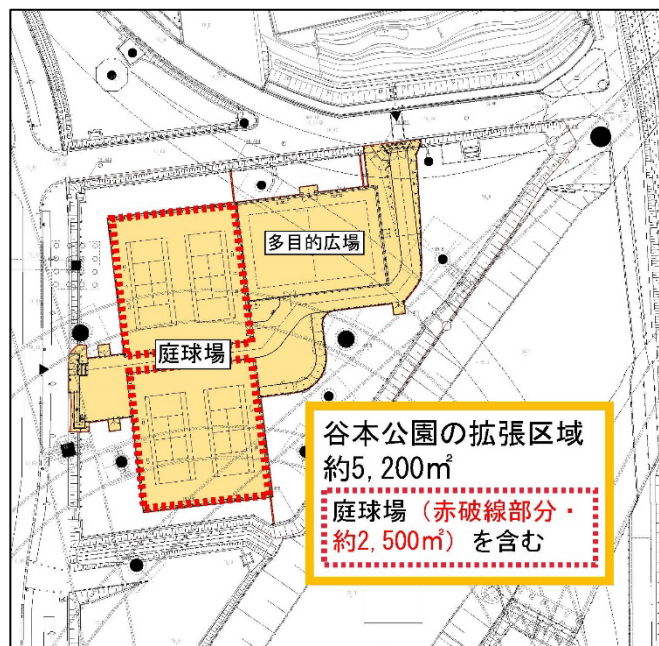 多目的広場
庭球場
谷本公園の拡張区域
約5,200㎡
庭球場（赤破線部分・
約2,500㎡）を含む